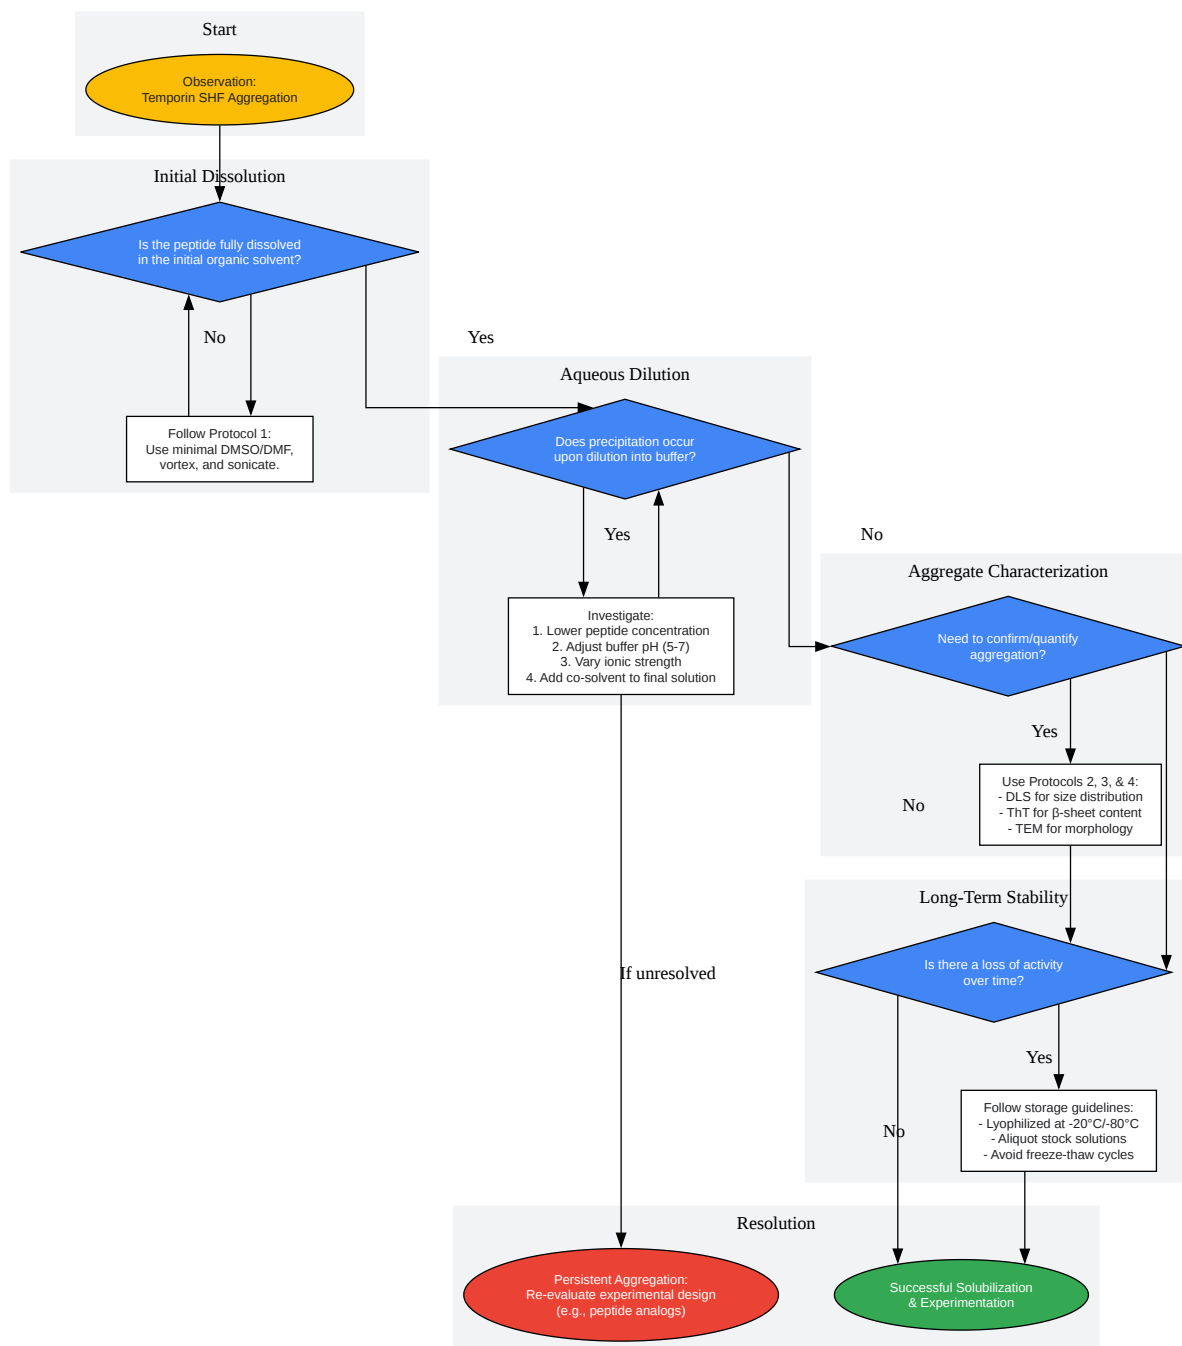 Start
Observation:
Temporin SHF Aggregation
Initial Dissolution
Is the peptide fully dissolved
in the initial organic solvent?
No
Yes
Follow Protocol 1:
Use minimal DMSO/DMF,
vortex, and sonicate.
Aqueous Dilution
Does precipitation occur
upon dilution into buffer?
Yes
No
Investigate:
1. Lower peptide concentration
2. Adjust buffer pH (5-7)
3. Vary ionic strength
4. Add co-solvent to final solution
Aggregate Characterization
Need to confirm/quantify
aggregation?
Yes
No
Use Protocols 2, 3, & 4:
- DLS for size distribution
- ThT for β-sheet content
- TEM for morphology
Long-Term Stability
Is there a loss of activity
over time?
If unresolved
Yes
No
Follow storage guidelines:
- Lyophilized at -20°C/-80°C
- Aliquot stock solutions
- Avoid freeze-thaw cycles
Resolution
Persistent Aggregation:
Re-evaluate experimental design
(e.g., peptide analogs)
Successful Solubilization
& Experimentation